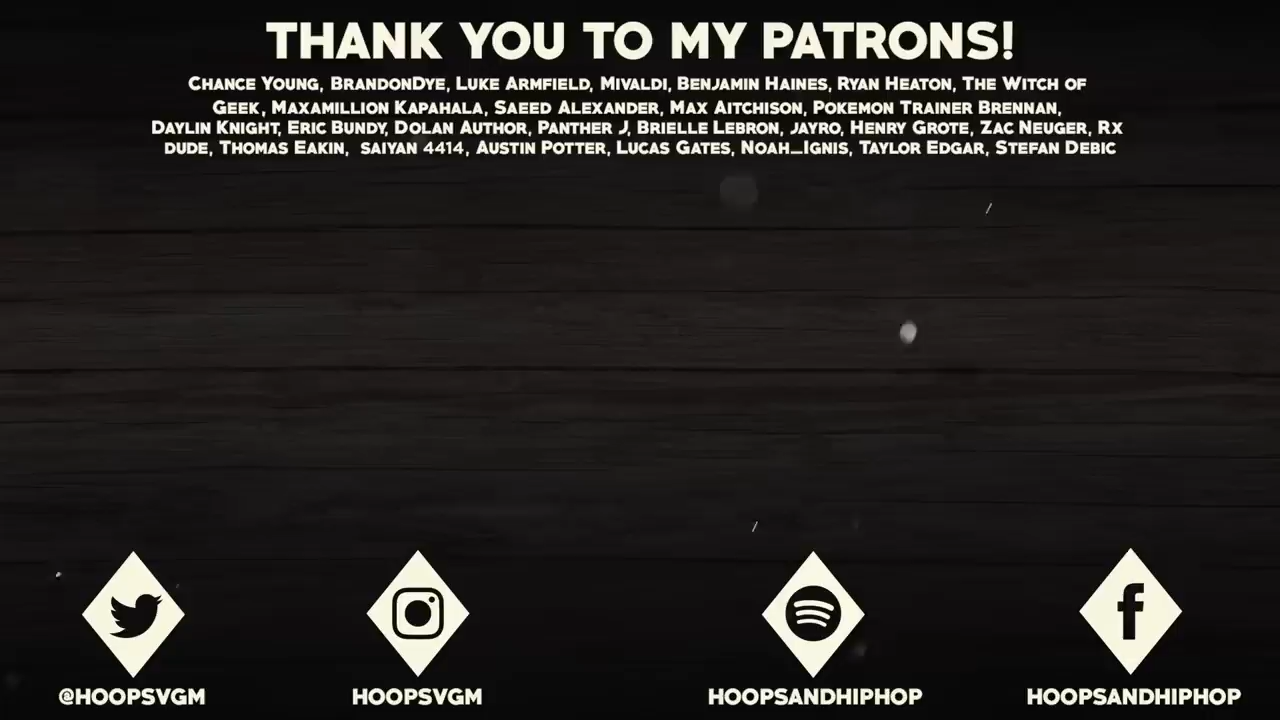 THANK YOU TO MY PATRONS!
CHANCE YOUNG, BRANDONDYE, LUKE ARMFIELD, MIVALDI, BENJAMIN HAINES, RYAN HEATON, THE WITCH OF
GEEK, MAXAMILLION KAPAHALA, SAEED ALEXANDER, MAX AITCHISON, POKEMON TRAINER BRENNAN,
DAYLIN KNIGHT, ERIC BUNDY, DOLAN AUTHOR, PANTHER J, BRIELLE LEBRON, JAYRO, HENRY GROTE, ZAC NEUGER, RX
DUDE, THOMAS EAKIN, SAIYAN 4414, AUSTIN POTTER, LUCAS GATES, NOAH_IGNIS, TAYLOR EDGAR, STEFAN DEBIC
@HOOPSVGM
HOOPSVGM
HOOPSANDHIPHOP
HOOPSANDHIPHOP